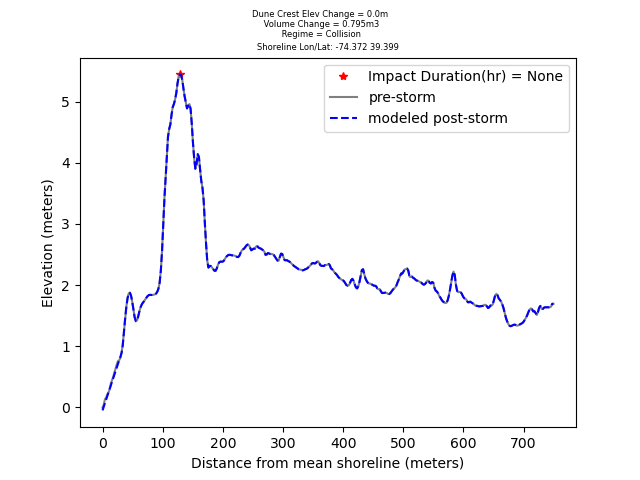 Dune Crest Elev Change = 0.0m
Volume Change = 0.795m3
Regime = Collision
Shoreline Lon/Lat: -74.372 39.399
Impact Duration(hr) = None
pre-storm
modeled post-storm
Elevation (meters)
5
4
3
2
1
0
0 100 200 300 400 500 600 700
Distance from mean shoreline (meters)